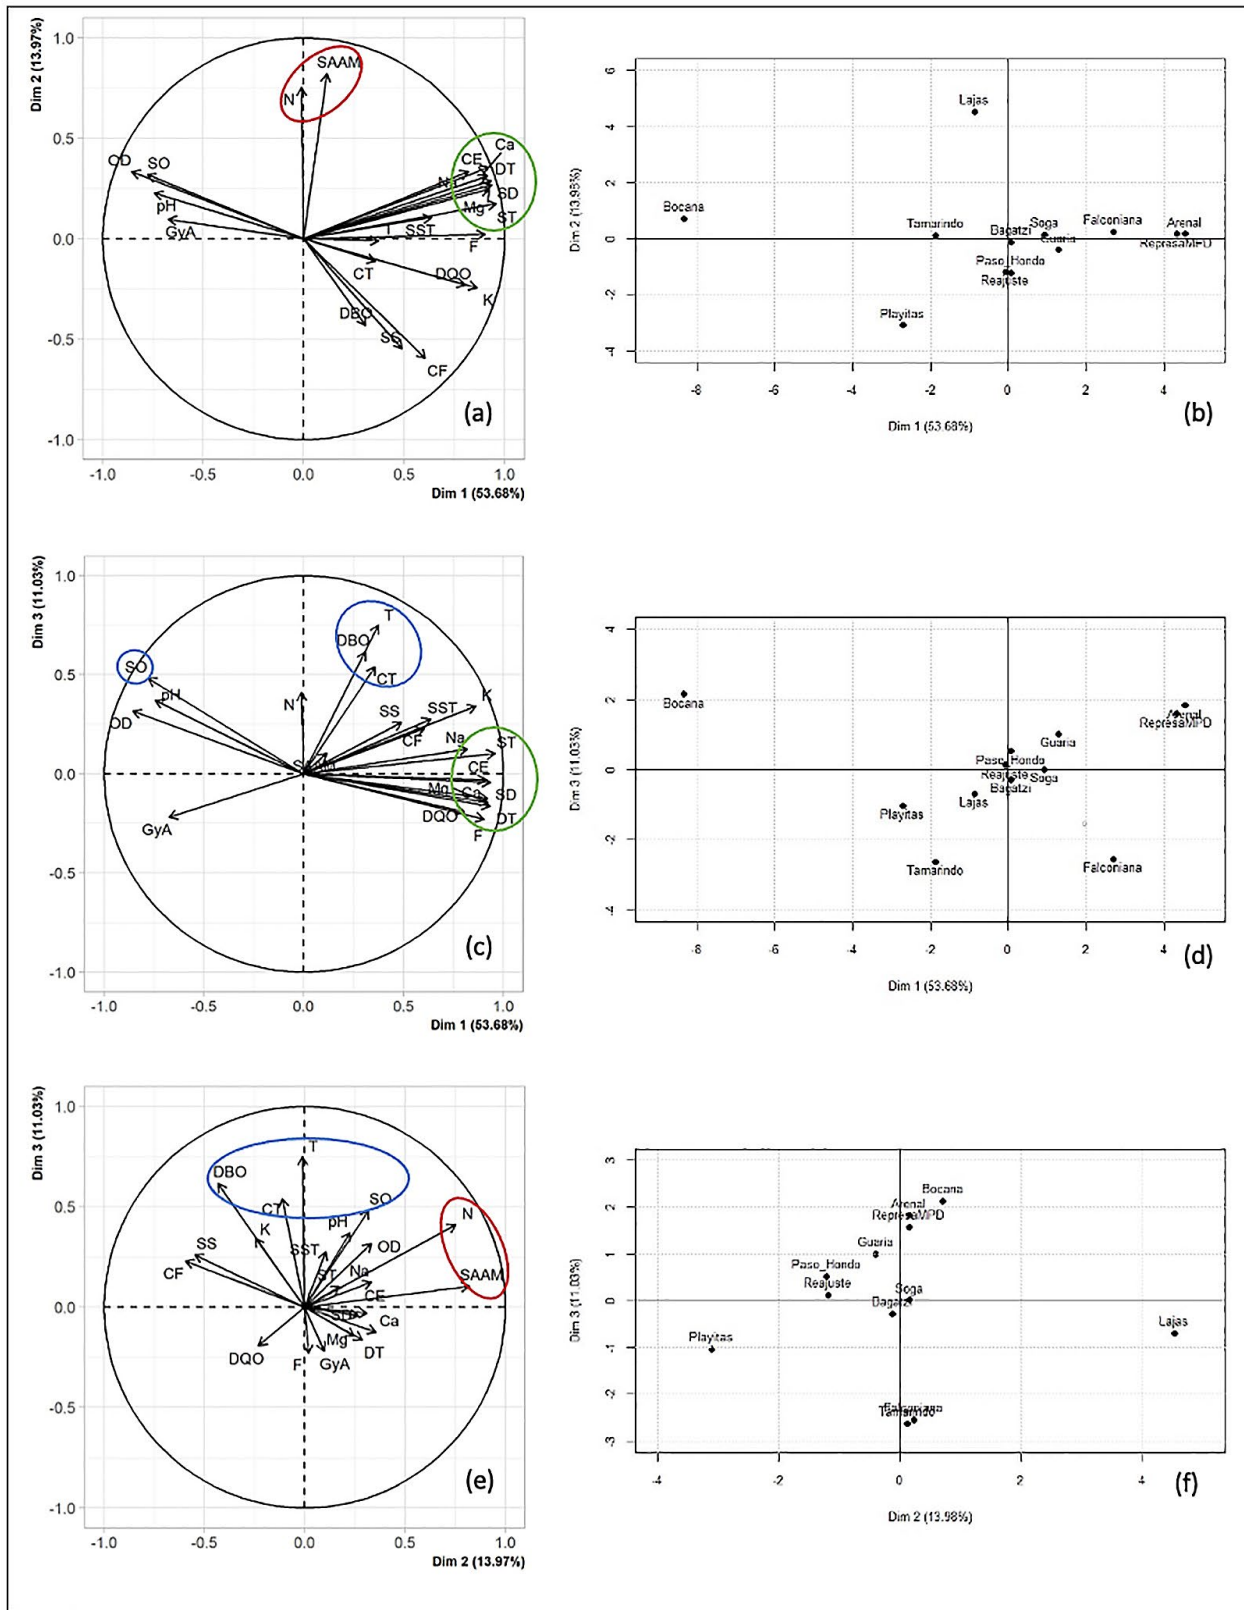 Dim 2 (13.97%)
1.0
0.5
0.0
-0.5
-1.0
SAAM
N
OD
SO
pH
GyA
Ca
CE
DT
SD
Mg
ST
T
SST
F
CT
DQO
K
DBO
SS
CF
(a)
-1.0
-0.5
0.0
0.5
1.0
Dim 1 (53.68%)
Dim 2 (13.98%)
6
4
2
0
-2
-4
Lajas
Bocana
Tamarindo
Bagatzi
Soga
Guaria
Falconiana
Arenal
RepresaMPD
Paso_Hondo
Reajuste
Playitas
-8
-6
-4
-2
0
2
4
Dim 1 (53.68%)
(b)
Dim 3 (11.03%)
1.0
0.5
0.0
-0.5
-1.0
T
DBO
CT
SO
pH
OD
N
K
SS
SST
CF
Na
ST
CE
Mg
Ca
SD
DQO
DT
F
GyA
(c)
-1.0
-0.5
0.0
0.5
1.0
Dim 1 (53.68%)
Dim 3 (11.03%)
4
2
0
-2
-4
Bocana
Arenal
RepresaMPD
Guaria
Paso_Hondo
Reajuste
Soga
Bagatzi
Lajas
Playitas
Tamarindo
Falconiana
-8
-6
-4
-2
0
2
4
Dim 1 (53.68%)
(d)
Dim 3 (11.03%)
1.0
0.5
0.0
-0.5
-1.0
T
DBO
CT
SO
N
K
pH
SS
SST
OD
CF
ST
Na
SAAM
CE
SD
Ca
Mg
DT
DQO
F
GyA
(e)
-1.0
-0.5
0.0
0.5
1.0
Dim 2 (13.97%)
Dim 3 (11.03%)
3
2
1
0
-1
-2
-3
Bocana
Arenal
RepresaMPD
Guaria
Paso_Hondo
Reajuste
Soga
Bagatzi
Lajas
Playitas
Falconiana
Tamarindo
-4
-2
0
2
4
Dim 2 (13.98%)
(f)